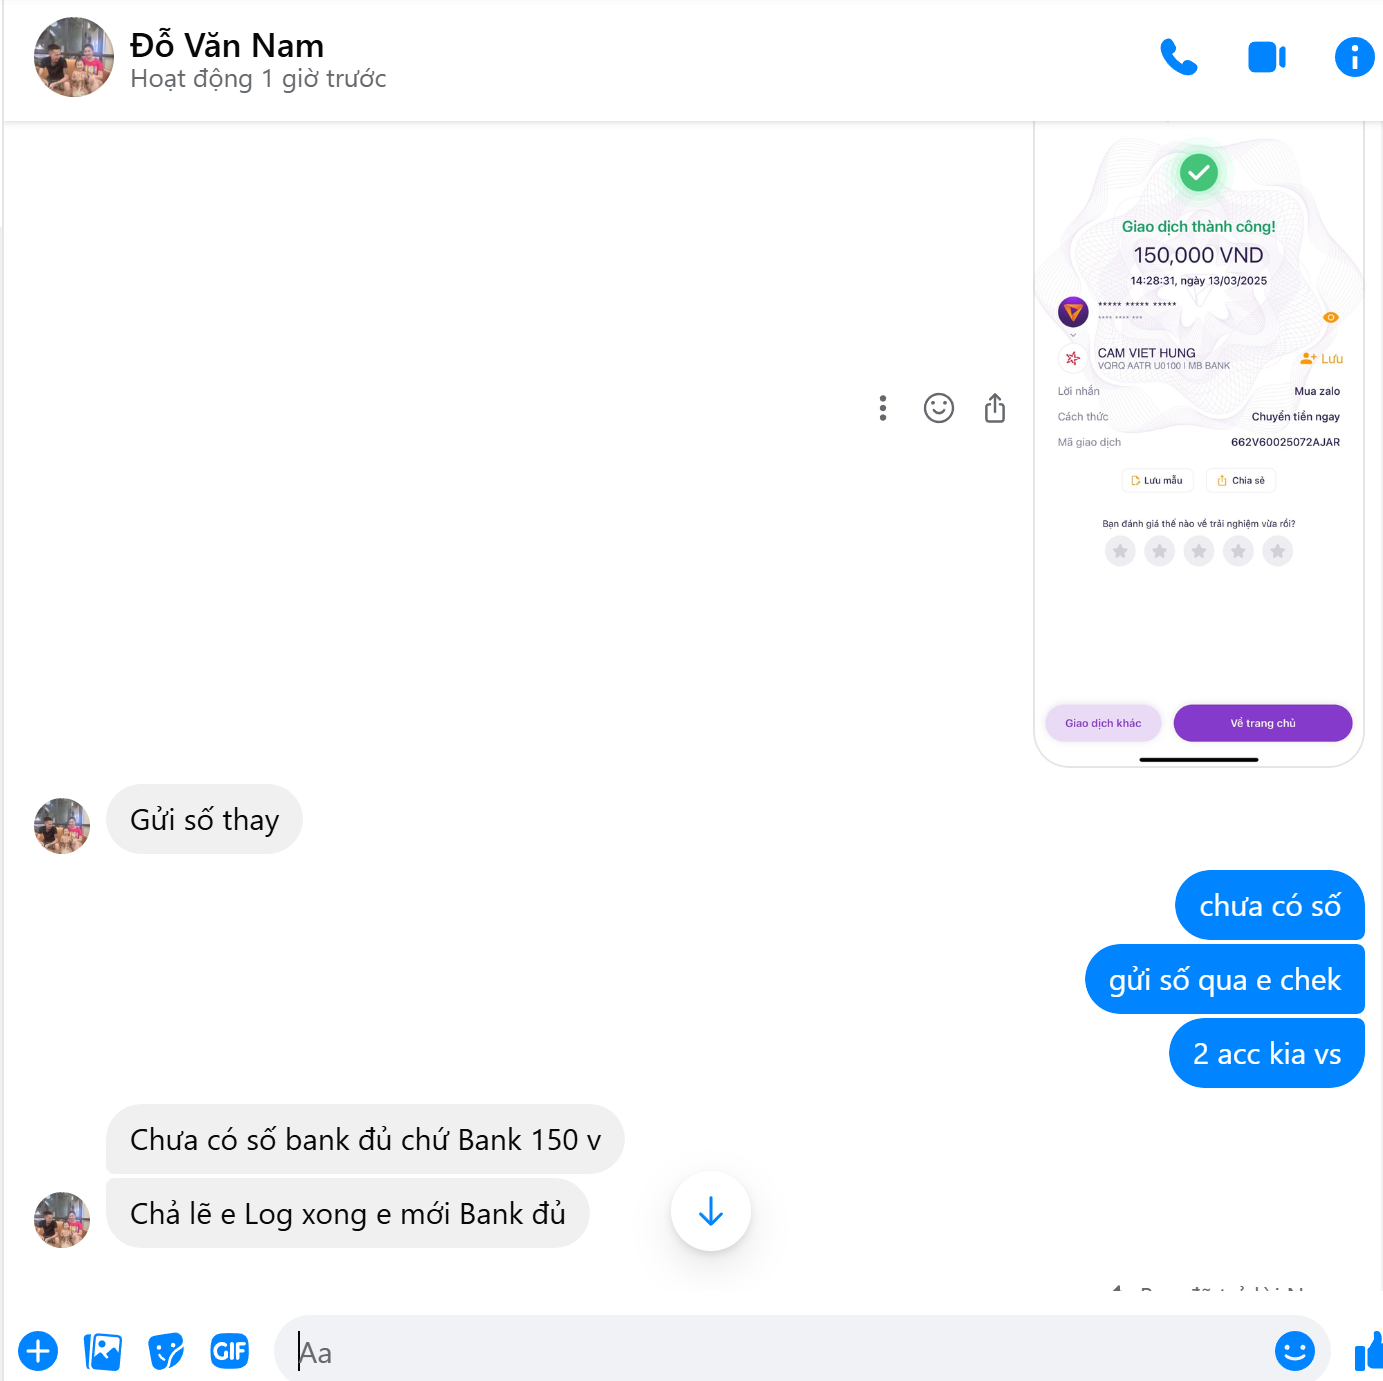 Đỗ Văn Nam
Hoạt động 1 giờ trước
Giao dịch thành công!
150,000 VND
14:28:31, ngày 13/03/2025
***** ***** *****
**** **** ***
CAM VIET HUNG
VQRQ AATR U0100 | MB BANK
Lưu
Lời nhắn
Mua zalo
Cách thức
Chuyển tiền ngay
Mã giao dịch
662V60025072AJAR
Lưu mẫu
Chia sẻ
Bạn đánh giá thế nào về trải nghiệm vừa rồi?
Giao dịch khác
Về trang chủ
Gửi số thay
chưa có số
gửi số qua e chek
2 acc kia vs
Chưa có số bank đủ chứ Bank 150 v
Chả lẽ e Log xong e mới Bank đủ
GIF
Aa